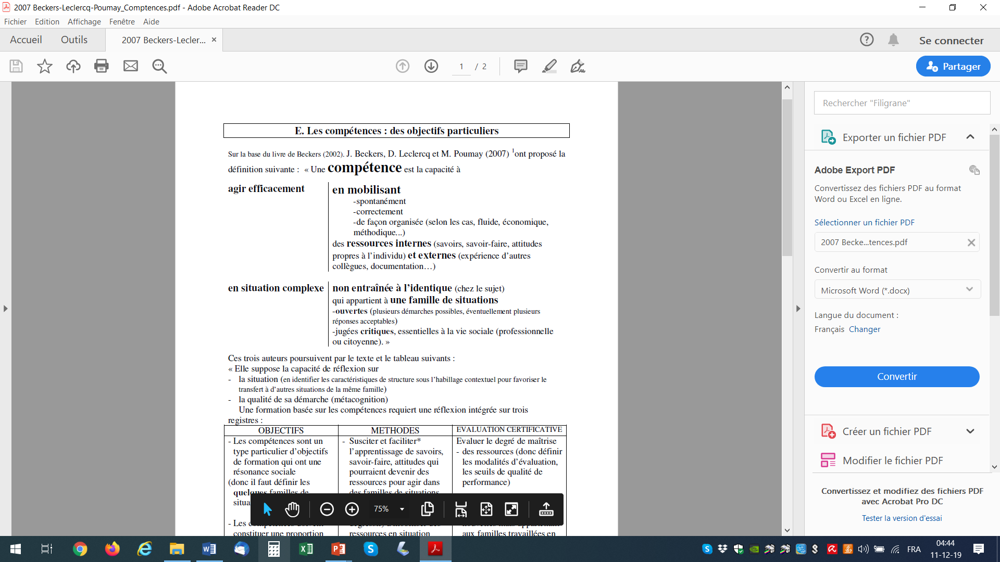 2007 Beckers-Leclercq-Poumay_Comptences.pdf - Adobe Acrobat Reader DC
Fichier Edition Affichage Fenêtre Aide
Accueil Outils 2007 Beckers-Lecler... × Se connecter
1 / 2 Partager
E. Les compétences : des objectifs particuliers
Sur la base du livre de Beckers (2002). J. Beckers, D. Leclercq et M. Poumay (2007) 1ont proposé la
définition suivante : « Une compétence est la capacité à
agir efficacement
en mobilisant
-spontanément
-correctement
-de façon organisée (selon les cas, fluide, économique,
méthodique...)
des ressources internes (savoirs, savoir-faire, attitudes
propres à l'individu) et externes (expérience d'autres
collègues, documentation…)
en situation complexe
non entraînée à l'identique (chez le sujet)
qui appartient à une famille de situations
-ouvertes (plusieurs démarches possibles, éventuellement plusieurs
réponses acceptables)
-jugées critiques, essentielles à la vie sociale (professionnelle
ou citoyenne). »
Ces trois auteurs poursuivent par le texte et le tableau suivants :
« Elle suppose la capacité de réflexion sur
- la situation (en identifier les caractéristiques de structure sous l'habillage contextuel pour favoriser le
transfert à d'autres situations de la même famille)
- la qualité de sa démarche (métacognition)
Une formation basée sur les compétences requiert une réflexion intégrée sur trois
registres :
OBJECTIFS
- Les compétences sont un
type particulier d'objectifs
de formation qui ont une
résonance sociale
(donc il faut définir les
quelques familles de
situa
- Les
constituer une proportion
METHODES
- Susciter et faciliter*
l'apprentissage de savoirs,
savoir-faire, attitudes qui
pourraient devenir des
ressources pour agir dans
des familles de situations
ressources en situation
EVALUATION CERTIFICATIVE
Evaluer le degré de maîtrise
- des ressources (donc définir
les modalités d'évaluation,
les seuils de qualité de
performance)
aux familles travaillées en
75%
Rechercher "Filigrane"
Exporter un fichier PDF
Adobe Export PDF
Convertissez des fichiers PDF au format
Word ou Excel en ligne.
Sélectionner un fichier PDF
2007 Becke...tences.pdf
Convertir au format
Microsoft Word (*.docx)
Langue du document :
Français Changer
Convertir
Créer un fichier PDF
Modifier le fichier PDF
Convertissez et modifiez des fichiers PDF
avec Acrobat Pro DC
Tester la version d'essai
FRA
04:44
11-12-19